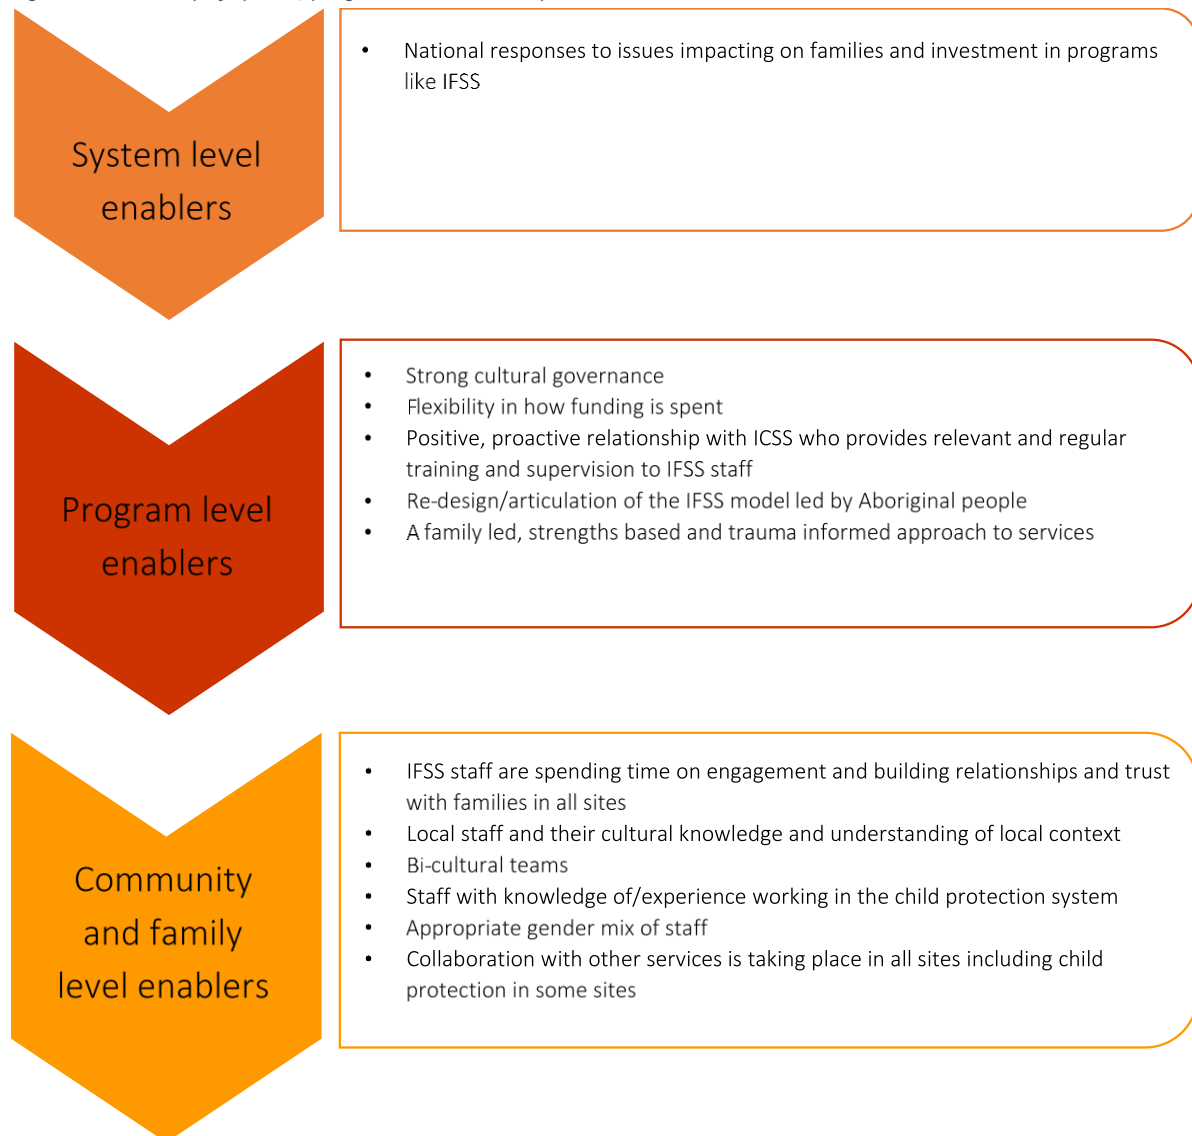 System level
enablers
• National responses to issues impacting on families and investment in programs
like IFSS
Program level
enablers
• Strong cultural governance
• Flexibility in how funding is spent
• Positive, proactive relationship with ICSS who provides relevant and regular
training and supervision to IFSS staff
• Re-design/articulation of the IFSS model led by Aboriginal people
• A family led, strengths based and trauma informed approach to services
Community
and family
level enablers
• IFSS staff are spending time on engagement and building relationships and trust
with families in all sites
• Local staff and their cultural knowledge and understanding of local context
• Bi-cultural teams
• Staff with knowledge of/experience working in the child protection system
• Appropriate gender mix of staff
• Collaboration with other services is taking place in all sites including child
protection in some sites